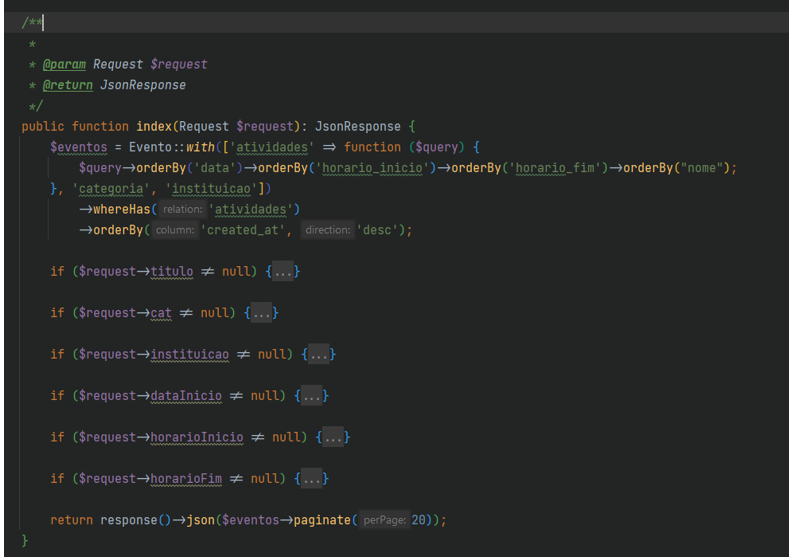 /**
 *
 * @param Request $request
 * @return JsonResponse
 */
public function index(Request $request): JsonResponse {
    $eventos = Evento::with(['atividades' => function ($query) {
        $query->orderBy('data')->orderBy('horario_inicio')->orderBy('horario_fim')->orderBy("nome");
    }, 'categoria', 'instituicao'])
        ->whereHas( relation: 'atividades')
        ->orderBy( column: 'created_at', direction: 'desc');
    if ($request->titulo ≠ null) {...}
    if ($request->cat ≠ null) {...}
    if ($request->instituicao ≠ null) {...}
    if ($request->dataInicio ≠ null) {...}
    if ($request->horarioInicio ≠ null) {...}
    if ($request->horarioFim ≠ null) {...}
    return response()->json($eventos->paginate( perPage: 20));
}